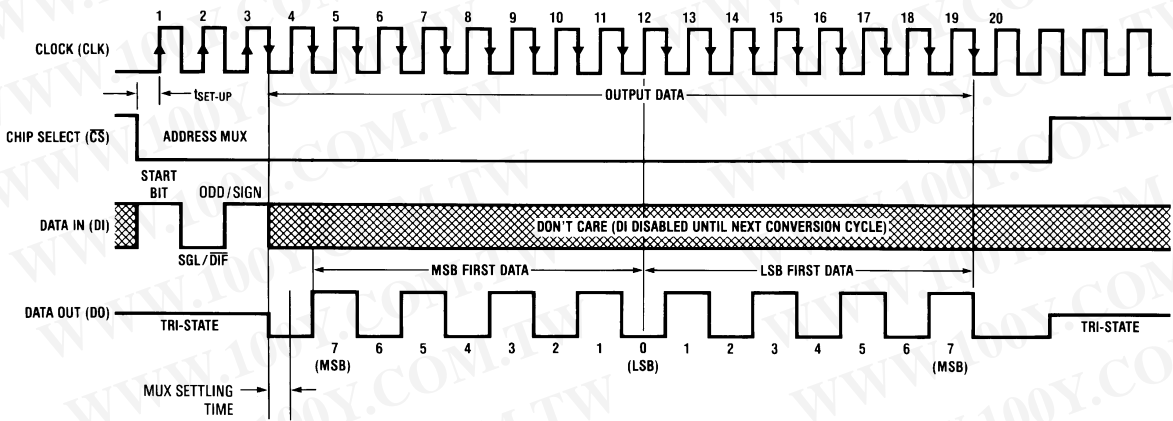 1 2 3 4 5 6 7 8 9 10 11 12 13 14 15 16 17 18 19 20
CLOCK (CLK)
tSET-UP
OUTPUT DATA
CHIP SELECT (C̅S̅)
ADDRESS MUX
START
BIT
ODD/SIGN
DATA IN (DI)
DON'T CARE (DI DISABLED UNTIL NEXT CONVERSION CYCLE)
SGL/D̅I̅F̅
MSB FIRST DATA
LSB FIRST DATA
DATA OUT (DO)
TRI-STATE
TRI-STATE
7 6 5 4 3 2 1 0 1 2 3 4 5 6 7
(MSB) (LSB) (MSB)
MUX SETTLING
TIME
WWW.100Y.COM.TW